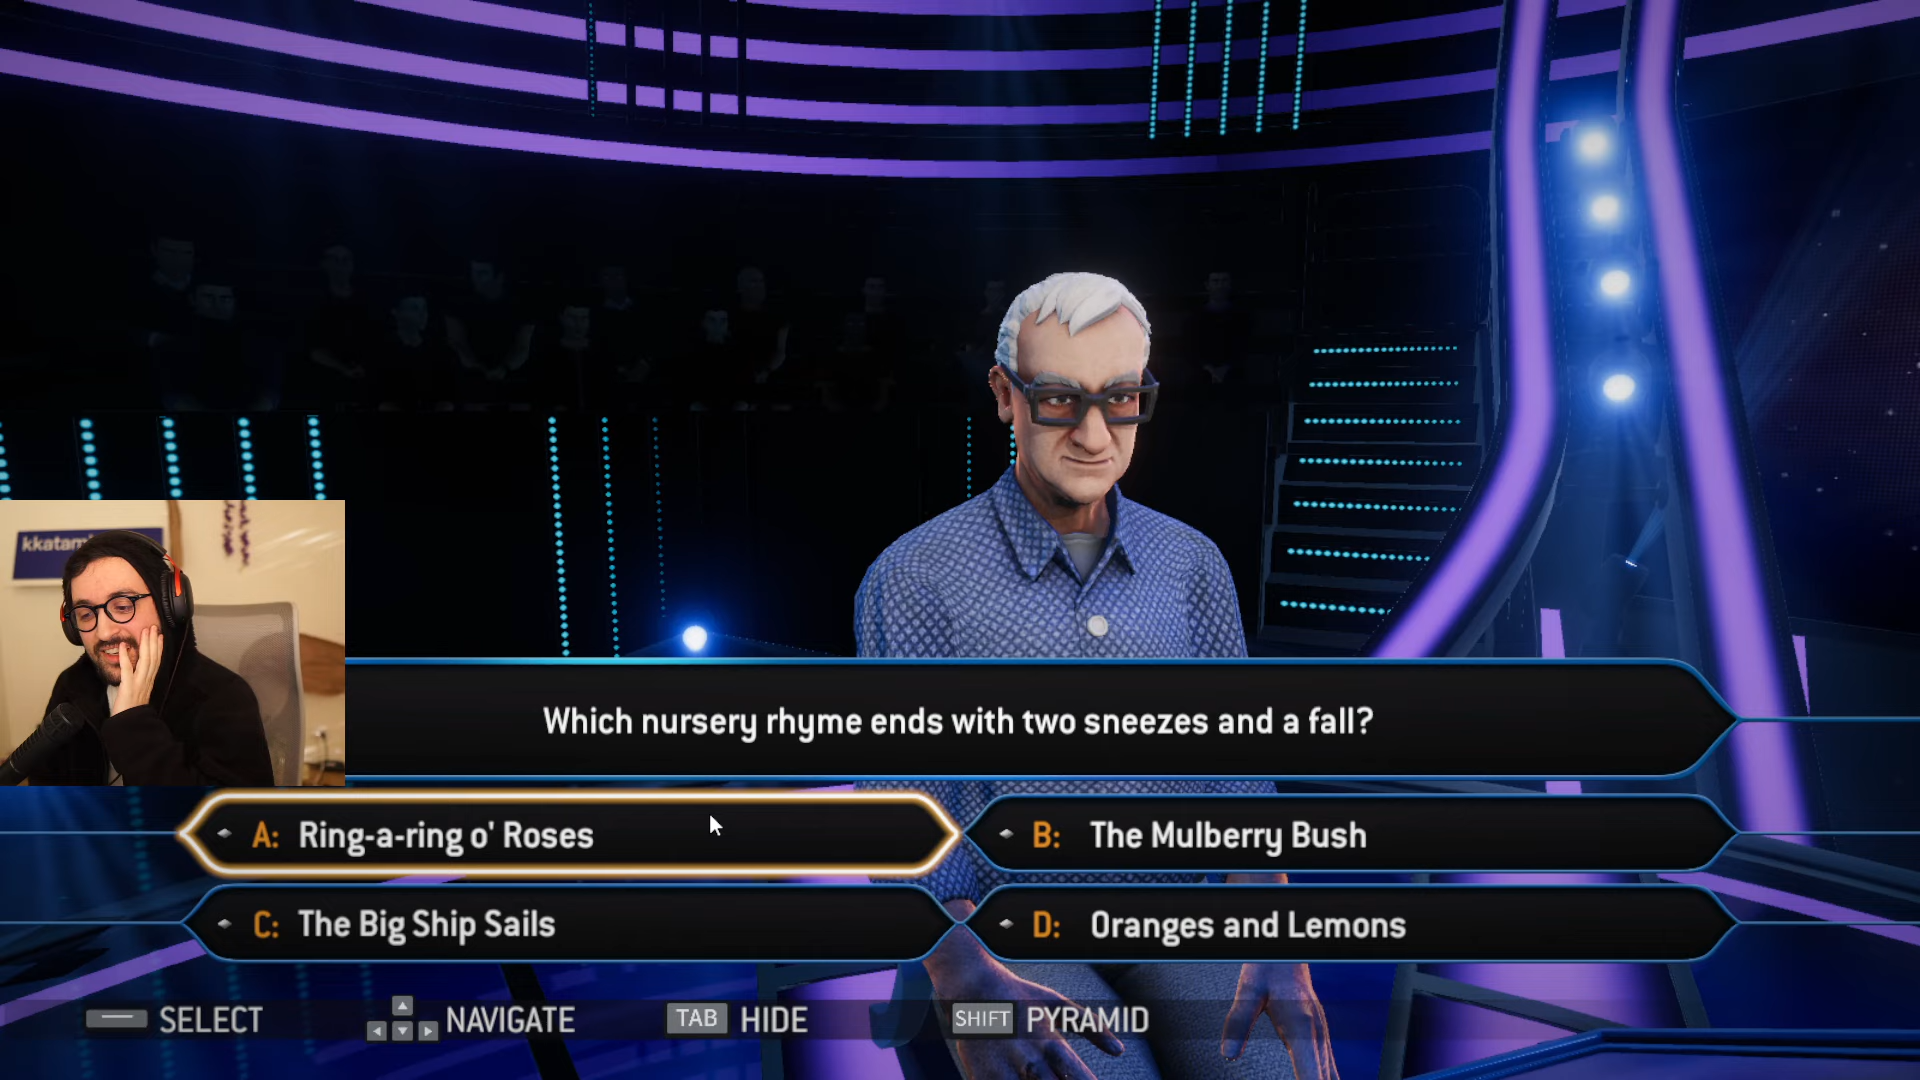 kkatam
Which nursery rhyme ends with two sneezes and a fall?
A: Ring-a-ring o' Roses
B: The Mulberry Bush
C: The Big Ship Sails
D: Oranges and Lemons
SELECT
NAVIGATE
TAB HIDE
SHIFT PYRAMID